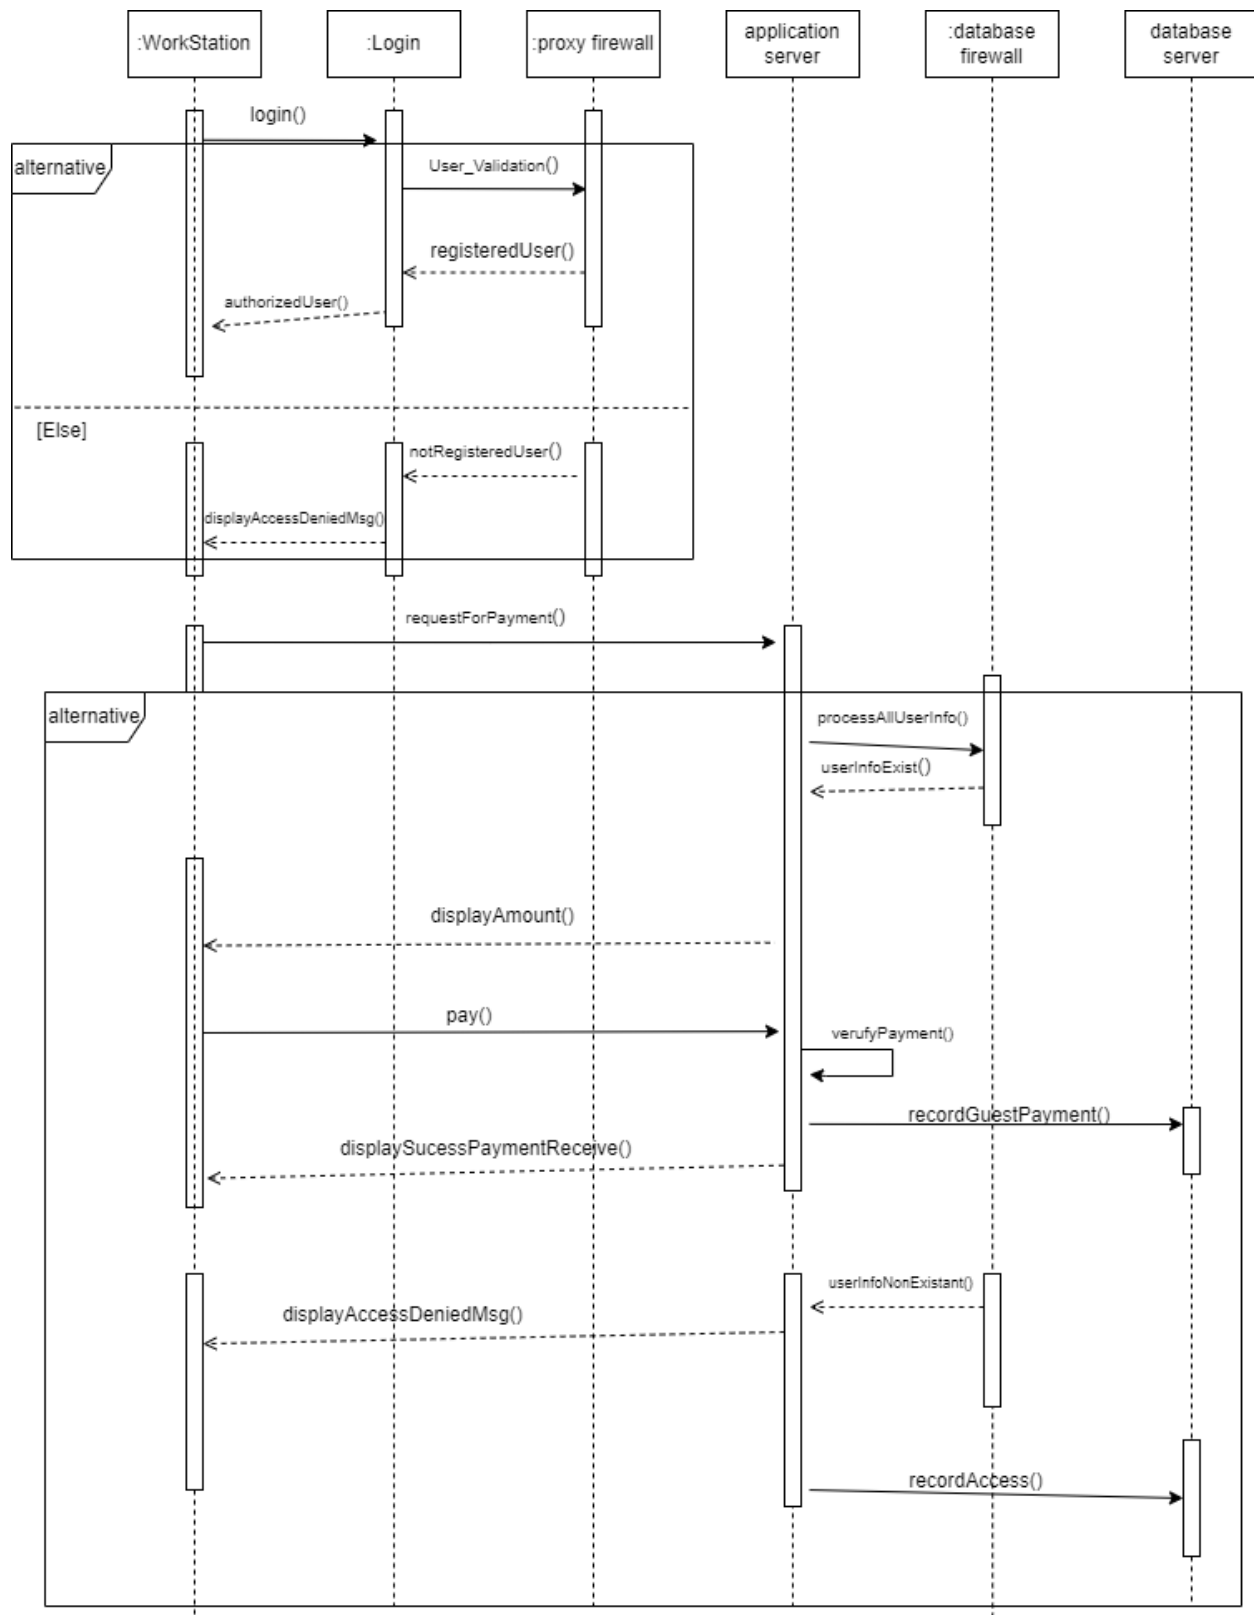 :WorkStation
:Login
:proxy firewall
application
server
:database
firewall
database
server
login()
alternative
User_Validation()
registeredUser()
authorizedUser()
[Else]
notRegisteredUser()
displayAccessDeniedMsg()
requestForPayment()
alternative
processAllUserInfo()
userInfoExist()
displayAmount()
pay()
verufyPayment()
recordGuestPayment()
displaySucessPaymentReceive()
userInfoNonExistant()
displayAccessDeniedMsg()
recordAccess()